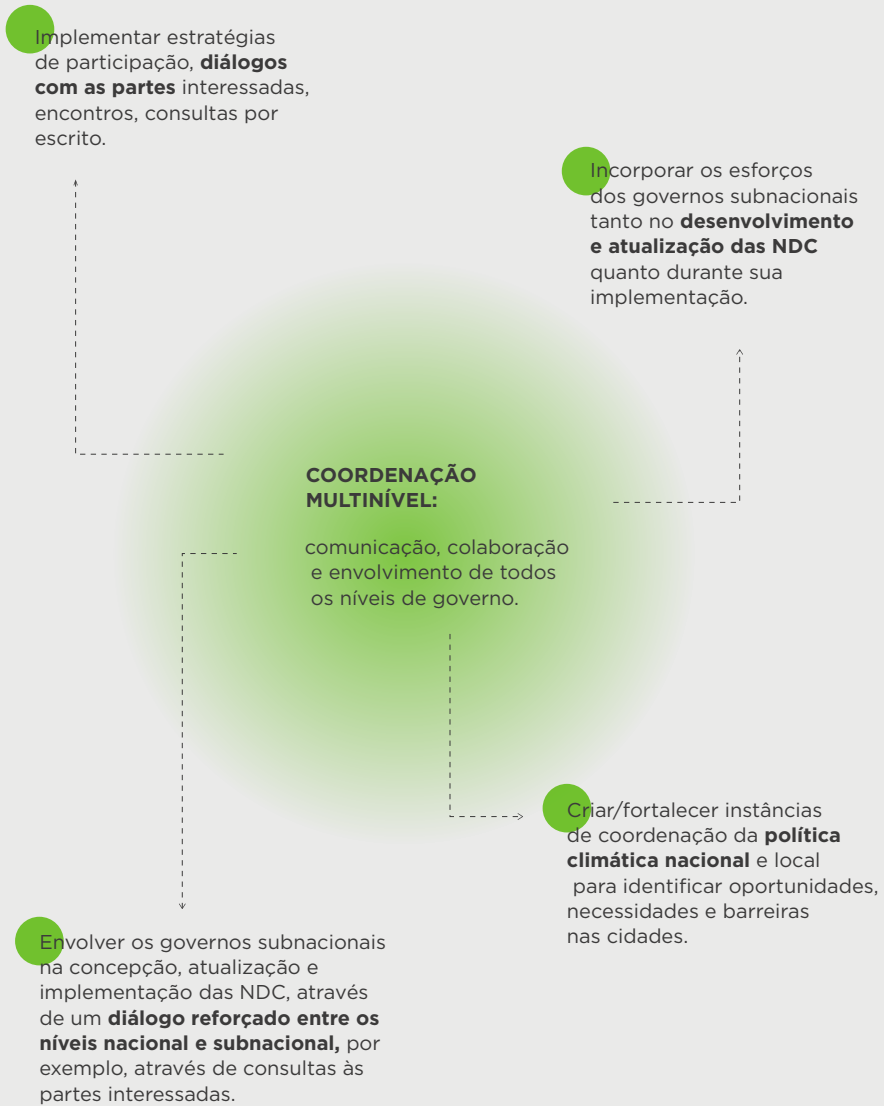 Implementar estratégias
de participação, diálogos
com as partes interessadas,
encontros, consultas por
escrito.
Incorporar os esforços
dos governos subnacionais
tanto no desenvolvimento
e atualização das NDC
quanto durante sua
implementação.
COORDENAÇÃO
MULTINÍVEL:
comunicação, colaboração
e envolvimento de todos
os níveis de governo.
Criar/fortalecer instâncias
de coordenação da política
climática nacional e local
para identificar oportunidades,
necessidades e barreiras
nas cidades.
Envolver os governos subnacionais
na concepção, atualização e
implementação das NDC, através
de um diálogo reforçado entre os
níveis nacional e subnacional, por
exemplo, através de consultas às
partes interessadas.